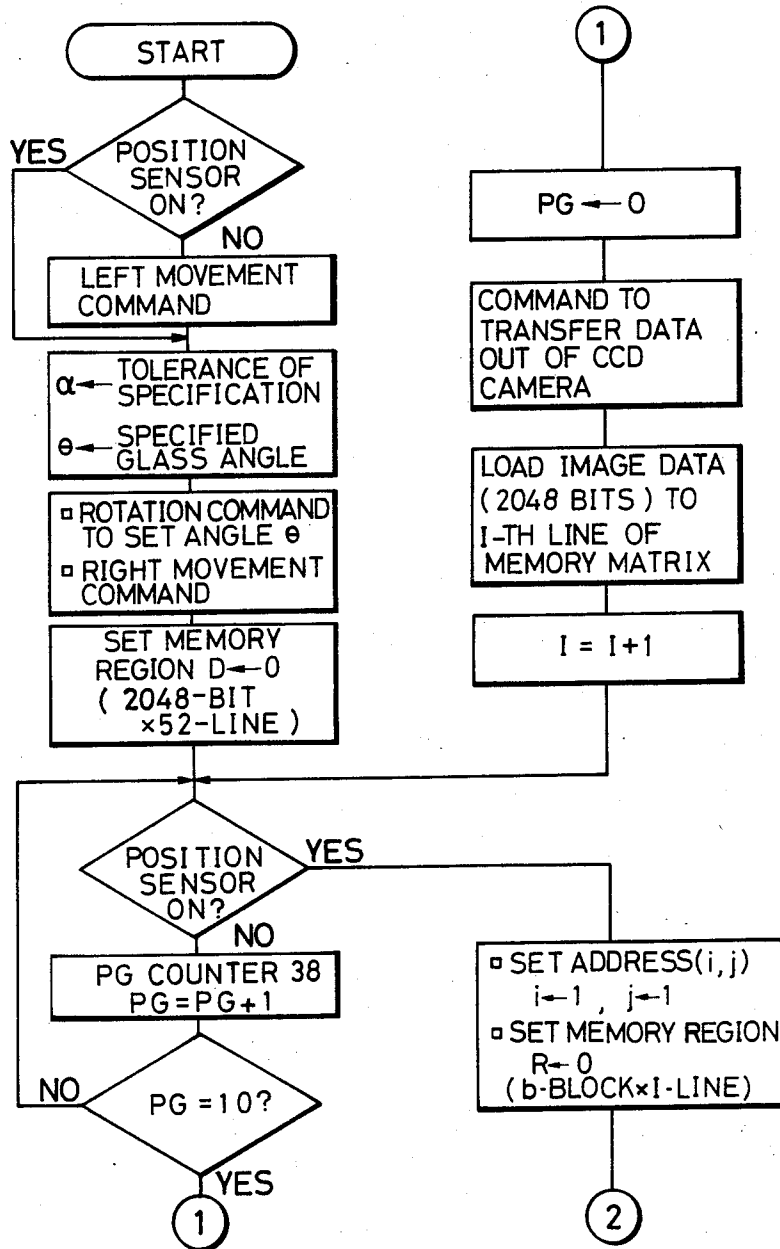 START
POSITION
SENSOR
ON?
YES
NO
LEFT MOVEMENT
COMMAND
α← TOLERANCE OF
SPECIFICATION
θ← SPECIFIED
GLASS ANGLE
▫ ROTATION COMMAND
TO SET ANGLE θ
▫ RIGHT MOVEMENT
COMMAND
SET MEMORY
REGION D←0
( 2048-BIT
×52-LINE )
POSITION
SENSOR
ON?
YES
NO
PG COUNTER 38
PG=PG+1
NO
PG =10?
YES
1
1
PG ← 0
COMMAND TO
TRANSFER DATA
OUT OF CCD
CAMERA
LOAD IMAGE DATA
(2048 BITS) TO
I-TH LINE OF
MEMORY MATRIX
I = I+1
▫ SET ADDRESS(i,j)
i←1 , j←1
▫ SET MEMORY REGION
R←0
(b-BLOCK×I-LINE)
2